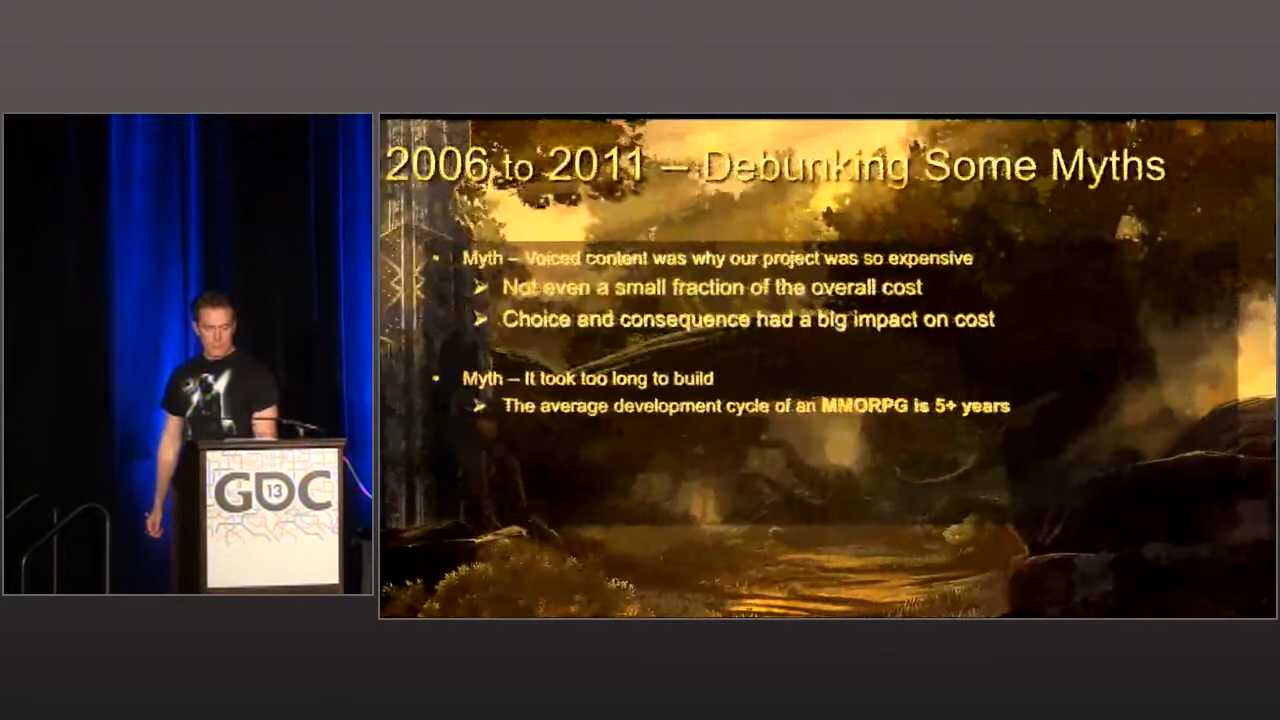 2006 to 2011 – Debunking Some Myths
• Myth – Voiced content was why our project was so expensive
➢ Not even a small fraction of the overall cost
➢ Choice and consequence had a big impact on cost
• Myth – It took too long to build
➢ The average development cycle of an MMORPG is 5+ years
GDC
13